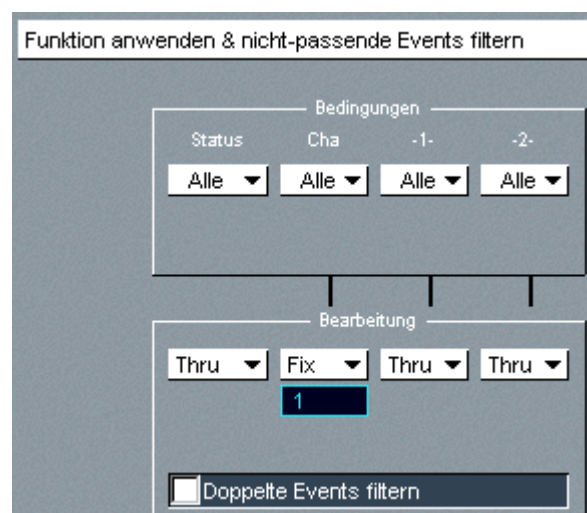 Funktion anwenden & nicht-passende Events filtern
Bedingungen
Status Cha -1- -2-
Alle Alle Alle Alle
Bearbeitung
Thru Fix Thru Thru
1
Doppelte Events filtern